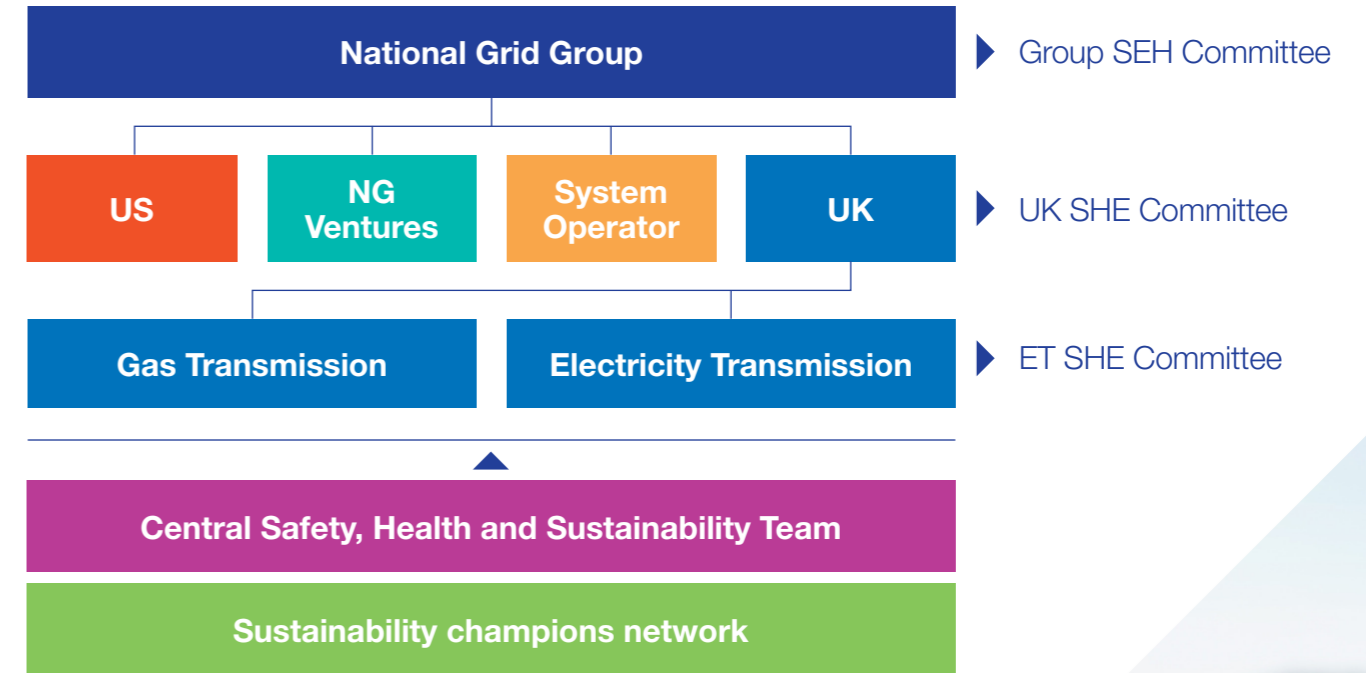 National Grid Group
Group SEH Committee
US
NG
Ventures
System
Operator
UK
UK SHE Committee
Gas Transmission
Electricity Transmission
ET SHE Committee
Central Safety, Health and Sustainability Team
Sustainability champions network